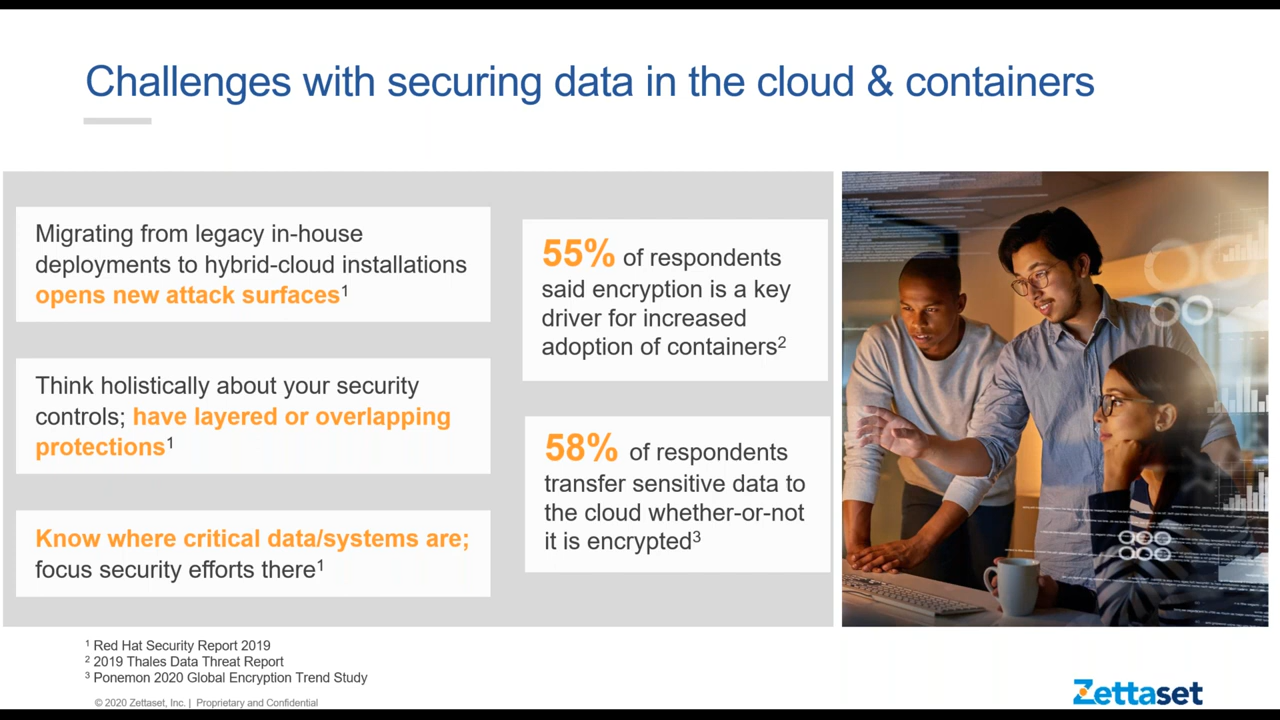 Challenges with securing data in the cloud & containers
Migrating from legacy in-house
deployments to hybrid-cloud installations
opens new attack surfaces¹
Think holistically about your security
controls; have layered or overlapping
protections¹
Know where critical data/systems are;
focus security efforts there¹
55% of respondents
said encryption is a key
driver for increased
adoption of containers²
58% of respondents
transfer sensitive data to
the cloud whether-or-not
it is encrypted³
¹ Red Hat Security Report 2019
² 2019 Thales Data Threat Report
³ Ponemon 2020 Global Encryption Trend Study
© 2020 Zettaset, Inc. | Proprietary and Confidential
Zettaset